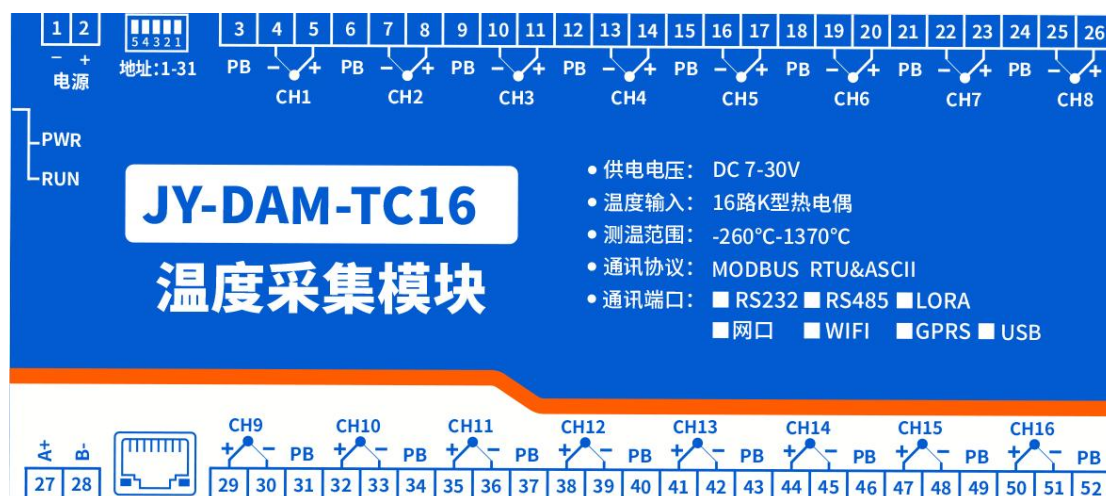 1 2 3 4 5 6 7 8 9 10 11 12 13 14 15 16 17 18 19 20 21 22 23 24 25 26
5 4 3 2 1
- + 地址:1-31 PB - + PB - + PB - + PB - + PB - + PB - + PB - + PB - +
电源 CH1 CH2 CH3 CH4 CH5 CH6 CH7 CH8
PWR
RUN
JY-DAM-TC16
温度采集模块
• 供电电压： DC 7-30V
• 温度输入： 16路K型热电偶
• 测温范围： -260℃-1370℃
• 通讯协议： MODBUS RTU&ASCII
• 通讯端口： ■ RS232 ■ RS485 ■ LORA
■ 网口 ■ WIFI ■ GPRS ■ USB
CH9 CH10 CH11 CH12 CH13 CH14 CH15 CH16
A+ B- + - PB + - PB + - PB + - PB + - PB + - PB + - PB + - PB
27 28 29 30 31 32 33 34 35 36 37 38 39 40 41 42 43 44 45 46 47 48 49 50 51 52